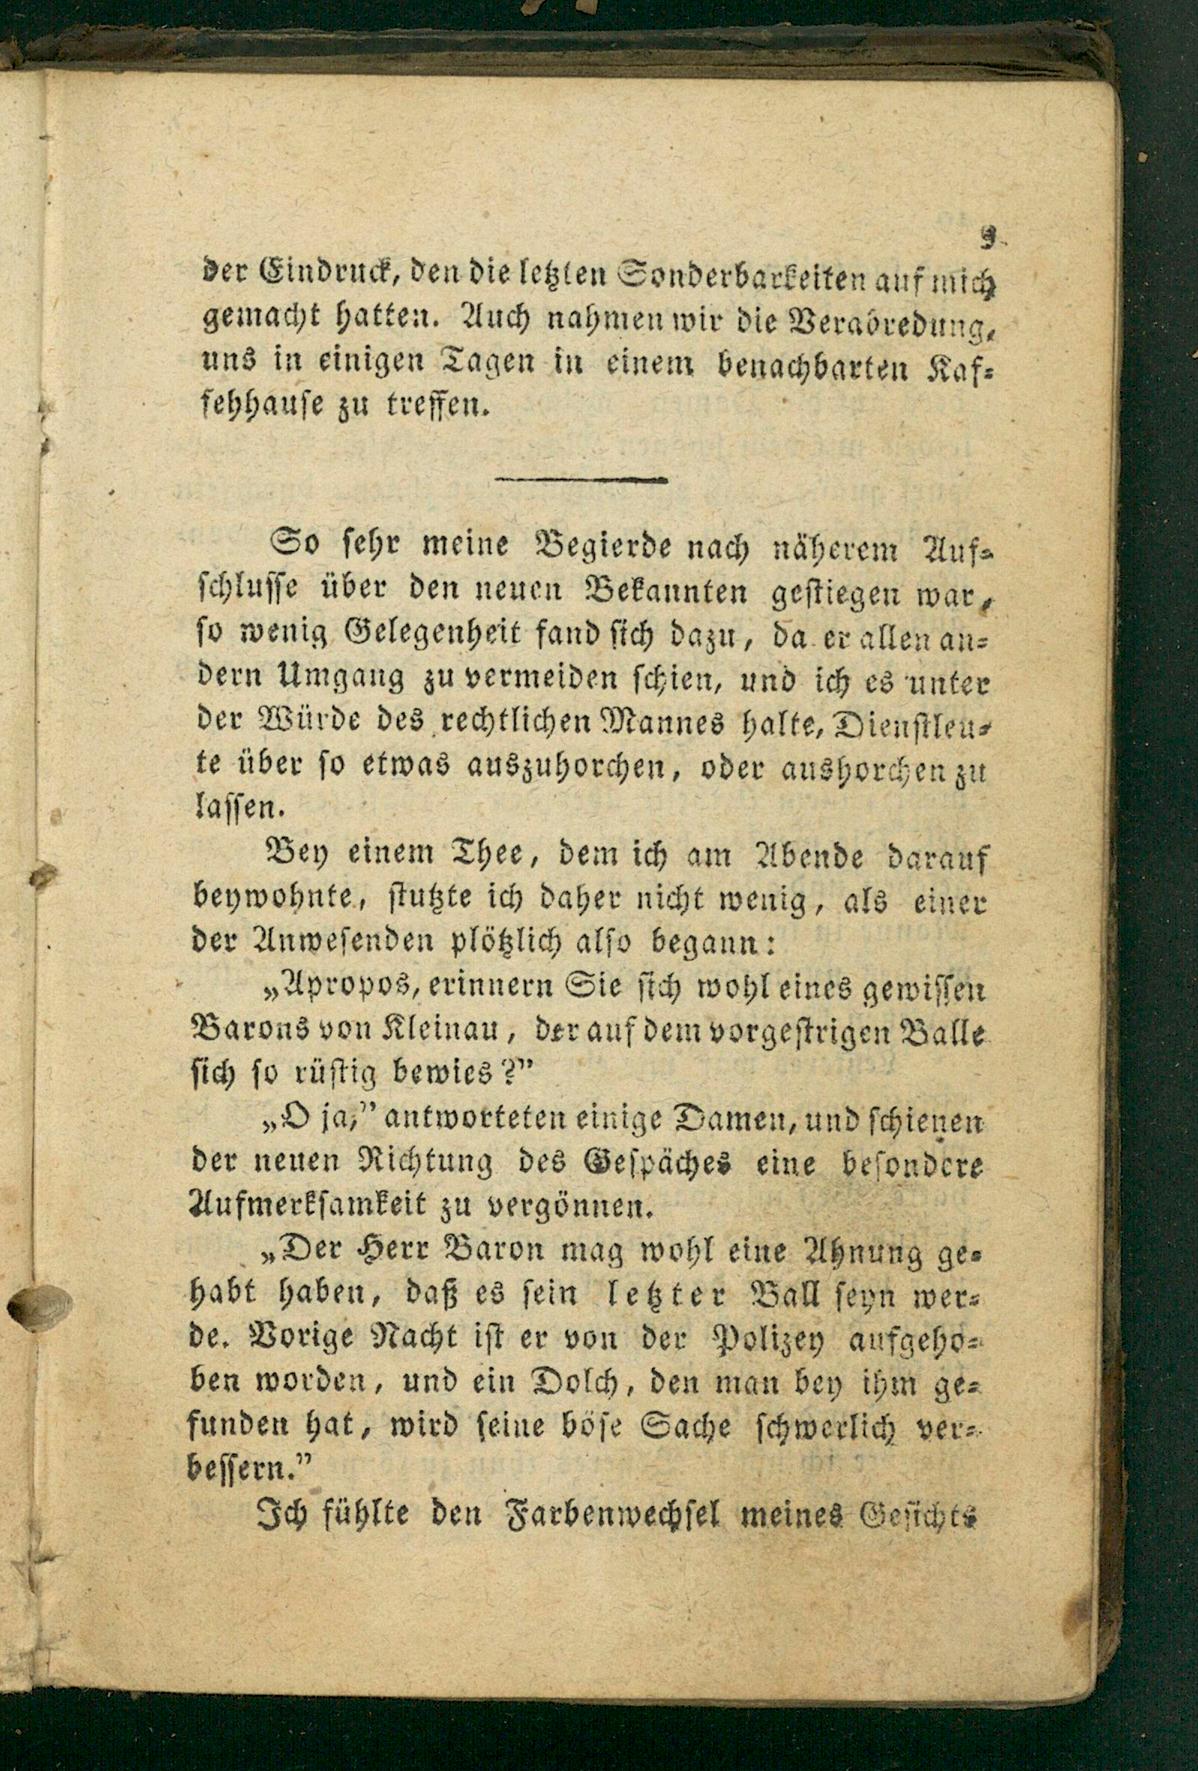 9
der Eindruck, den die letzten Sonderbarkeiten auf mich
gemacht hatten. Auch nahmen wir die Verabredung,
uns in einigen Tagen in einem benachbarten Kaf-
fehhause zu treffen.
So sehr meine Begierde nach näherem Auf-
schlusse über den neuen Bekannten gestiegen war,
so wenig Gelegenheit fand sich dazu, da er allen an-
dern Umgang zu vermeiden schien, und ich es unter
der Würde des rechtlichen Mannes halte, Dienstleu-
te über so etwas auszuhorchen, oder aushorchen zu
lassen.
Bey einem Thee, dem ich am Abende darauf
beywohnte, stutzte ich daher nicht wenig, als einer
der Anwesenden plötzlich also begann:
„Apropos, erinnern Sie sich wohl eines gewissen
Barons von Kleinau, der auf dem vorgestrigen Balle
sich so rüstig bewies?”
„O ja,” antworteten einige Damen, und schienen
der neuen Richtung des Gespäches eine besondere
Aufmerksamkeit zu vergönnen.
„Der Herr Baron mag wohl eine Ahnung ge-
habt haben, daß es sein letzter Ball seyn wer-
de. Vorige Nacht ist er von der Polizey aufgeho-
ben worden, und ein Dolch, den man bey ihm ge-
funden hat, wird seine böse Sache schwerlich ver-
bessern.”
Ich fühlte den Farbenwechsel meines Gesichts